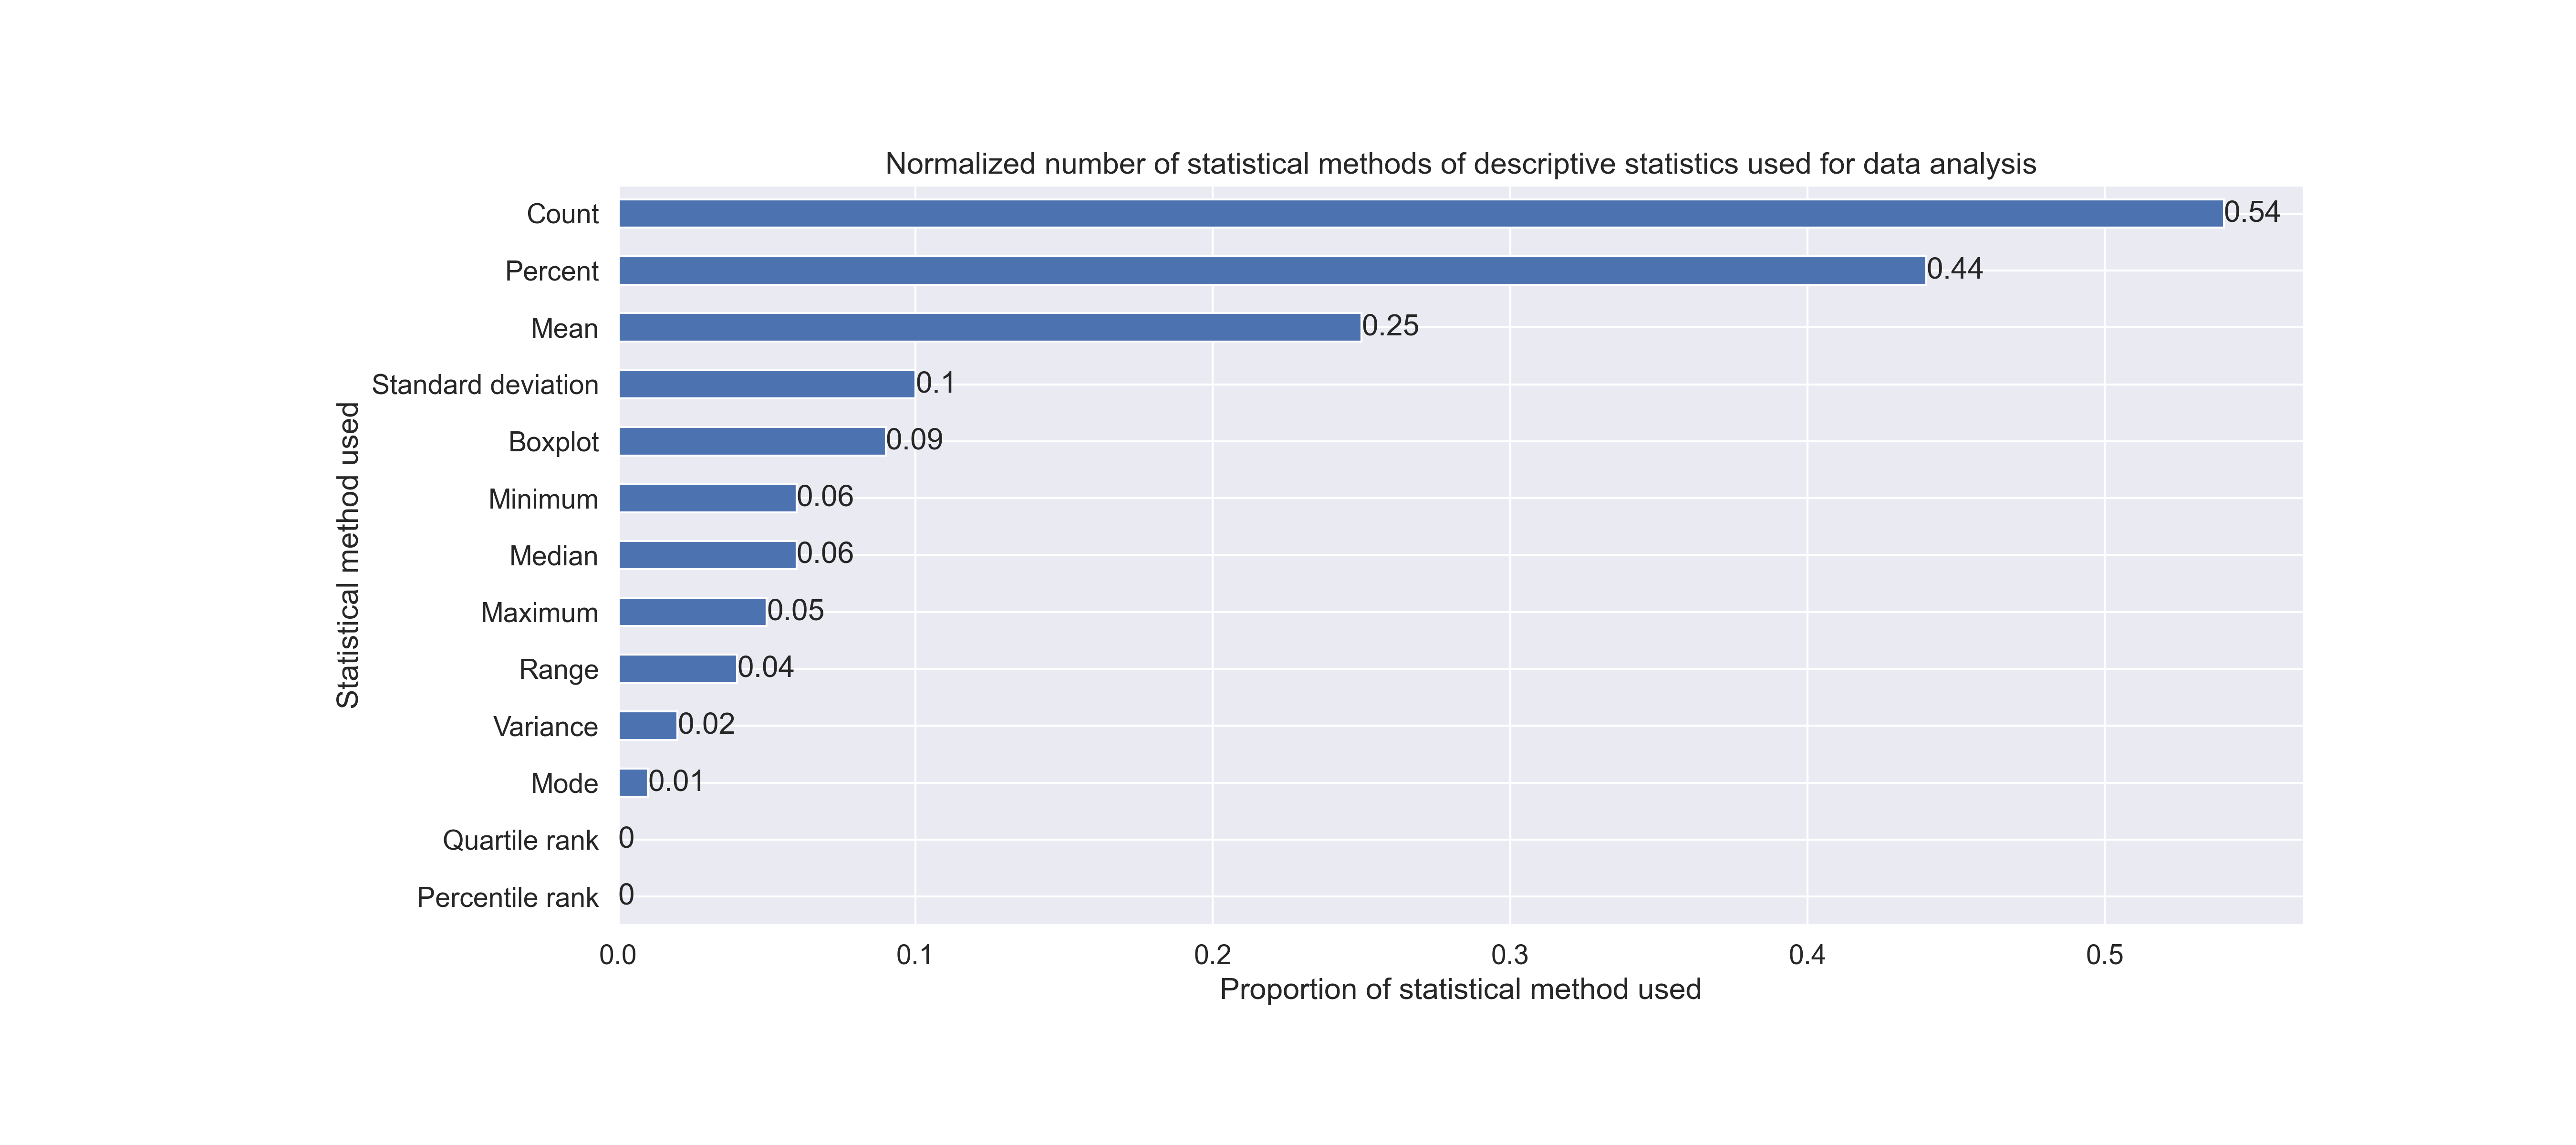 Normalized number of statistical methods of descriptive statistics used for data analysis
Statistical method used
Count 0.54
Percent 0.44
Mean 0.25
Standard deviation 0.1
Boxplot 0.09
Minimum 0.06
Median 0.06
Maximum 0.05
Range 0.04
Variance 0.02
Mode 0.01
Quartile rank 0
Percentile rank 0
0.0 0.1 0.2 0.3 0.4 0.5
Proportion of statistical method used